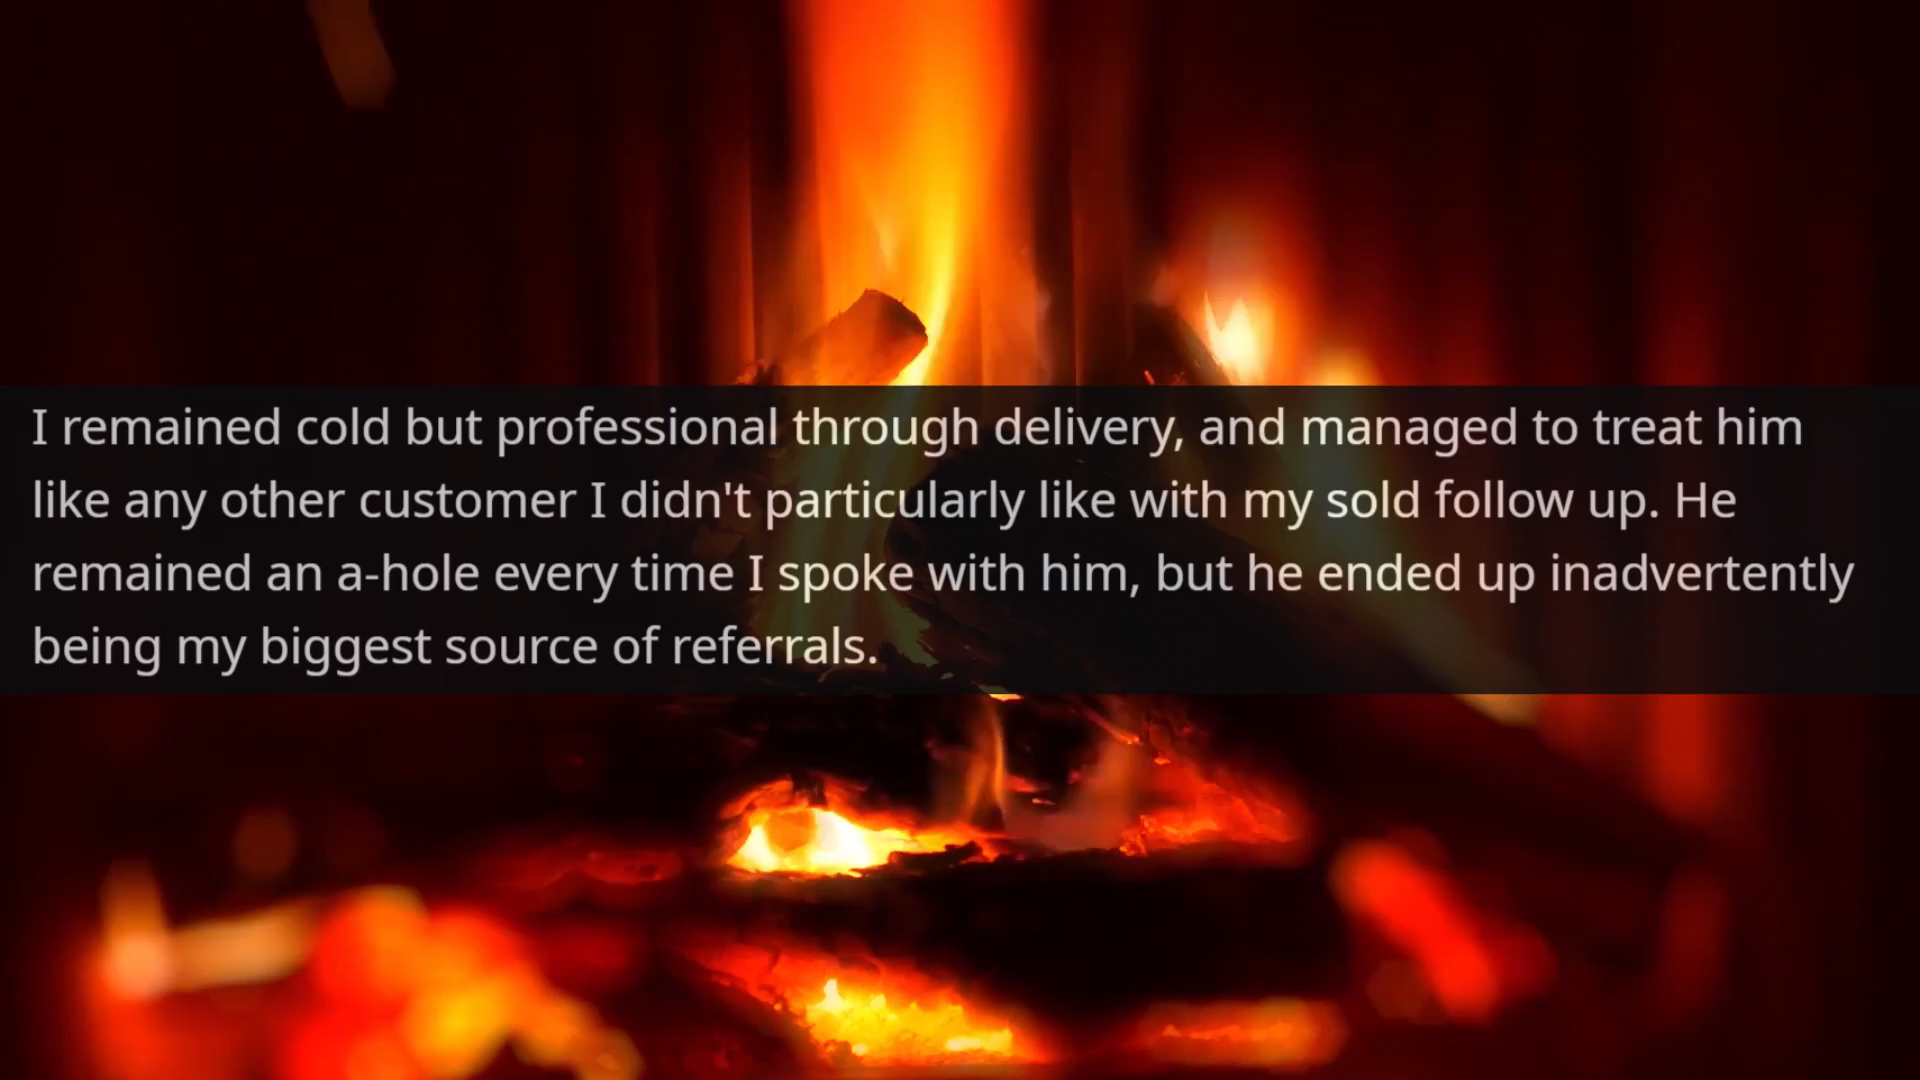 I remained cold but professional through delivery, and managed to treat him
like any other customer I didn't particularly like with my sold follow up. He
remained an a-hole every time I spoke with him, but he ended up inadvertently
being my biggest source of referrals.